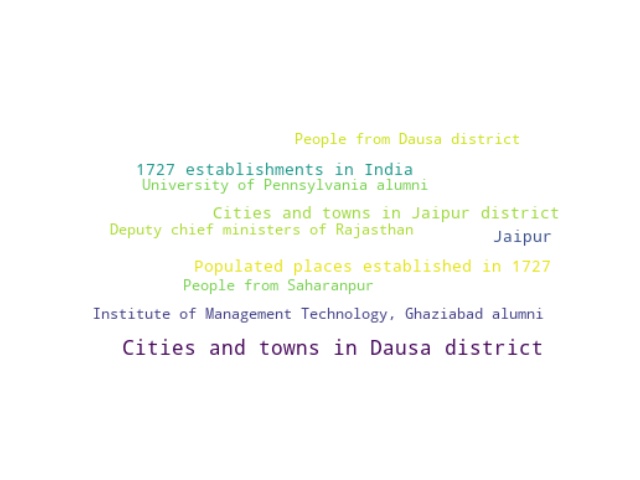 People from Dausa district
1727 establishments in India
University of Pennsylvania alumni
Cities and towns in Jaipur district
Deputy chief ministers of Rajasthan
Jaipur
Populated places established in 1727
People from Saharanpur
Institute of Management Technology, Ghaziabad alumni
Cities and towns in Dausa district